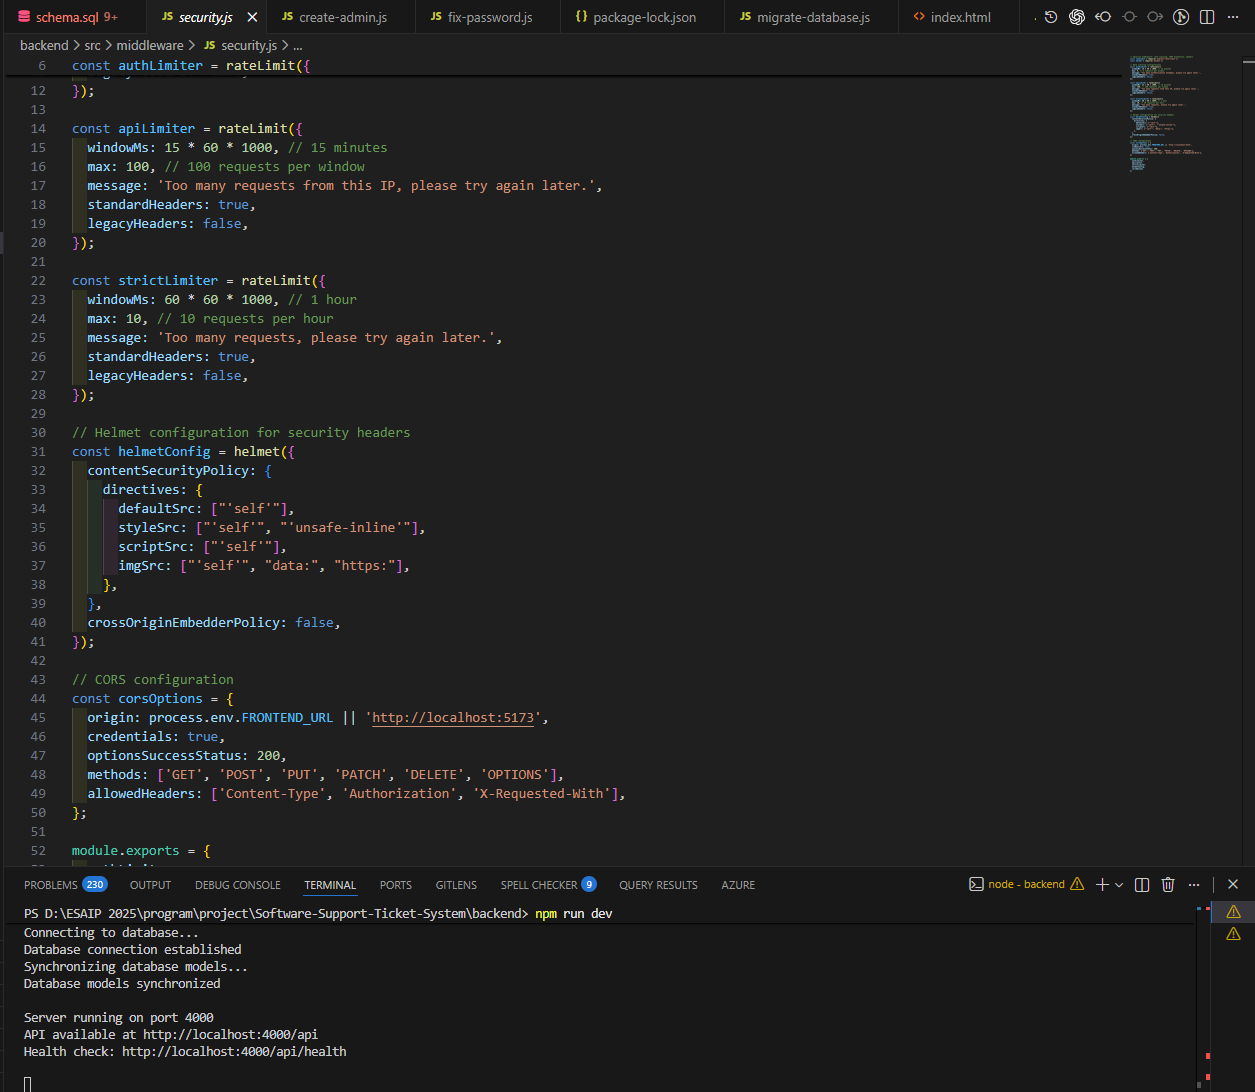 schema.sql 9+
JS security.js
JS create-admin.js
JS fix-password.js
{} package-lock.json
JS migrate-database.js
<> index.html
backend > src > middleware > JS security.js > ...
6 const authLimiter = rateLimit({
12 });
13
14 const apiLimiter = rateLimit({
15 windowMs: 15 * 60 * 1000, // 15 minutes
16 max: 100, // 100 requests per window
17 message: 'Too many requests from this IP, please try again later.',
18 standardHeaders: true,
19 legacyHeaders: false,
20 });
21
22 const strictLimiter = rateLimit({
23 windowMs: 60 * 60 * 1000, // 1 hour
24 max: 10, // 10 requests per hour
25 message: 'Too many requests, please try again later.',
26 standardHeaders: true,
27 legacyHeaders: false,
28 });
29
30 // Helmet configuration for security headers
31 const helmetConfig = helmet({
32 contentSecurityPolicy: {
33 directives: {
34 defaultSrc: ["'self'"],
35 styleSrc: ["'self'", "'unsafe-inline'"],
36 scriptSrc: ["'self'"],
37 imgSrc: ["'self'", "data:", "https:"],
38 },
39 },
40 crossOriginEmbedderPolicy: false,
41 });
42
43 // CORS configuration
44 const corsOptions = {
45 origin: process.env.FRONTEND_URL || 'http://localhost:5173',
46 credentials: true,
47 optionsSuccessStatus: 200,
48 methods: ['GET', 'POST', 'PUT', 'PATCH', 'DELETE', 'OPTIONS'],
49 allowedHeaders: ['Content-Type', 'Authorization', 'X-Requested-With'],
50 };
51
52 module.exports = {
PROBLEMS 230 OUTPUT DEBUG CONSOLE TERMINAL PORTS GITLENS SPELL CHECKER 9 QUERY RESULTS AZURE
node - backend
PS D:\ESAIP 2025\program\project\Software-Support-Ticket-System\backend> npm run dev
Connecting to database...
Database connection established
Synchronizing database models...
Database models synchronized
Server running on port 4000
API available at http://localhost:4000/api
Health check: http://localhost:4000/api/health